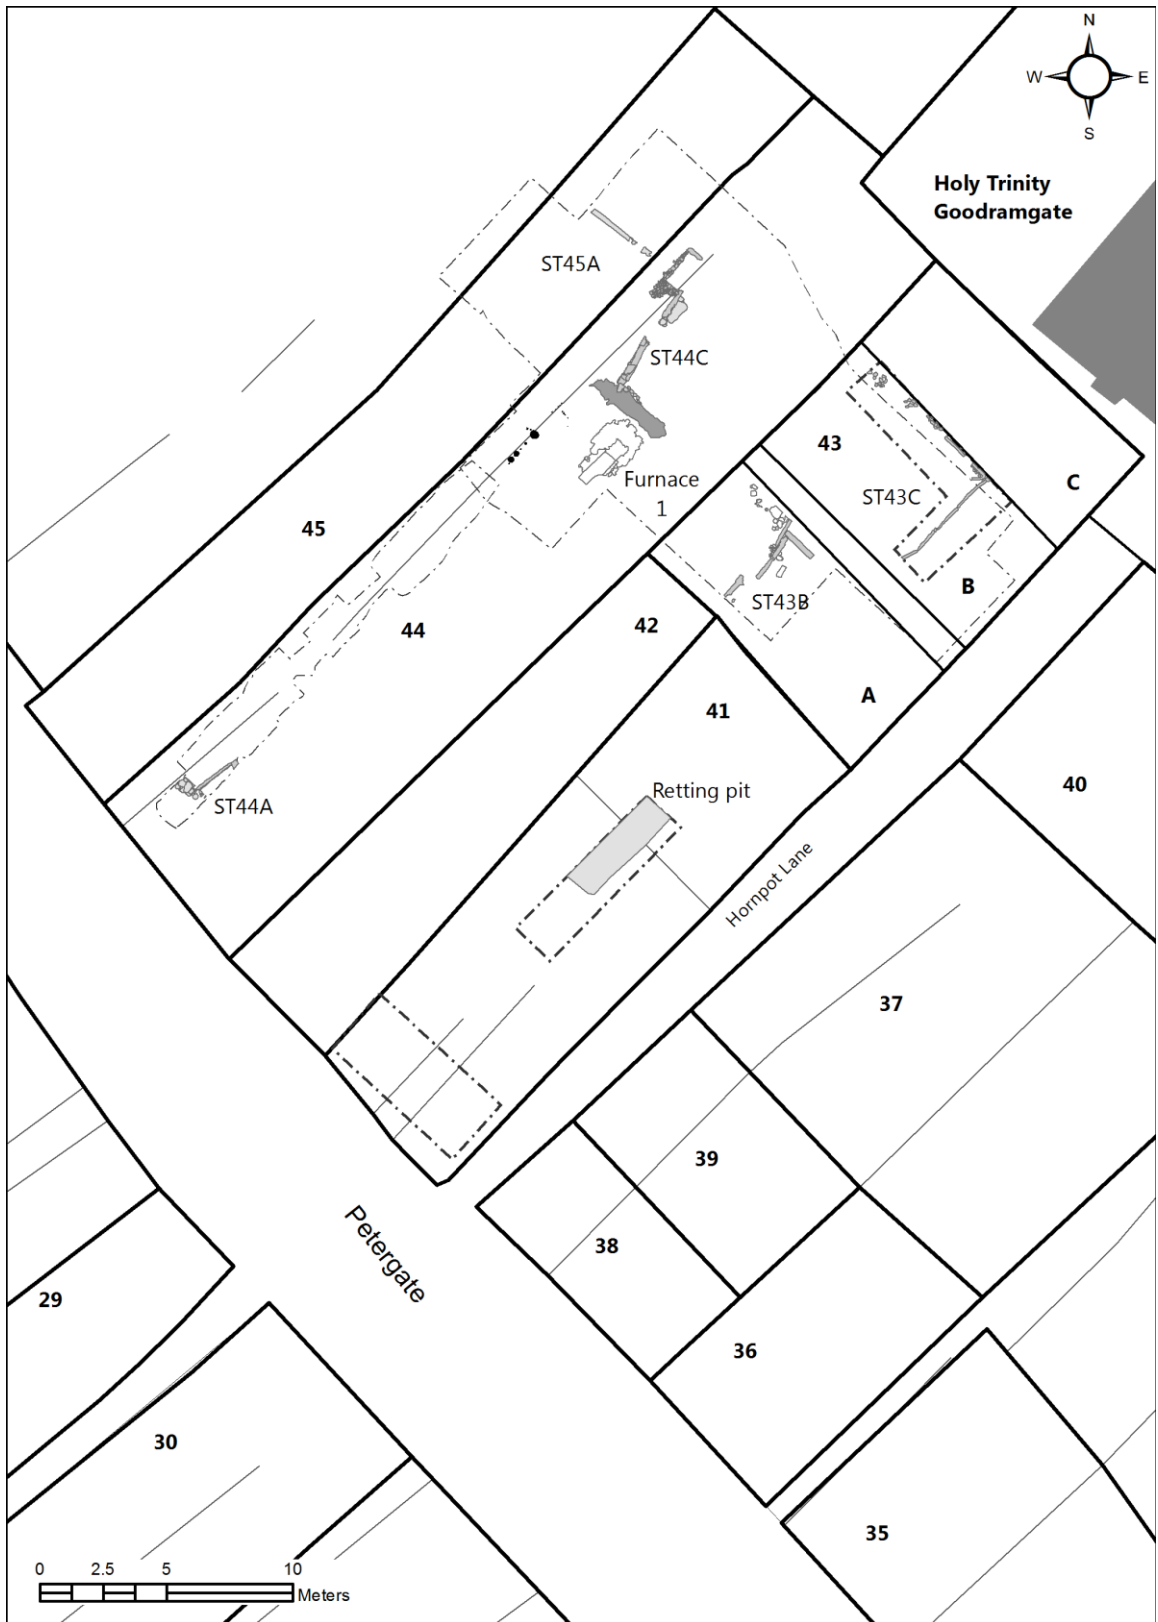 N
W E
S
Holy Trinity
Goodramgate
ST45A
ST44C
43
ST43C
C
Furnace
1
45
B
ST43B
44
42
A
41
40
Retting pit
ST44A
Hornpot Lane
37
39
38
Petergate
29
36
30
35
0 2.5 5 10
Meters